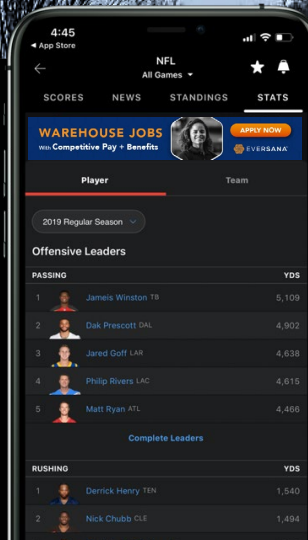 4:45
App Store
NFL
All Games
SCORES NEWS STANDINGS STATS
WAREHOUSE JOBS
With Competitive Pay + Benefits
APPLY NOW
EVERSANA
Player Team
2019 Regular Season
Offensive Leaders
PASSING YDS
1 Jameis Winston TB 5,109
2 Dak Prescott DAL 4,902
3 Jared Goff LAR 4,638
4 Philip Rivers LAC 4,615
5 Matt Ryan ATL 4,466
Complete Leaders
RUSHING YDS
1 Derrick Henry TEN 1,540
2 Nick Chubb CLE 1,494